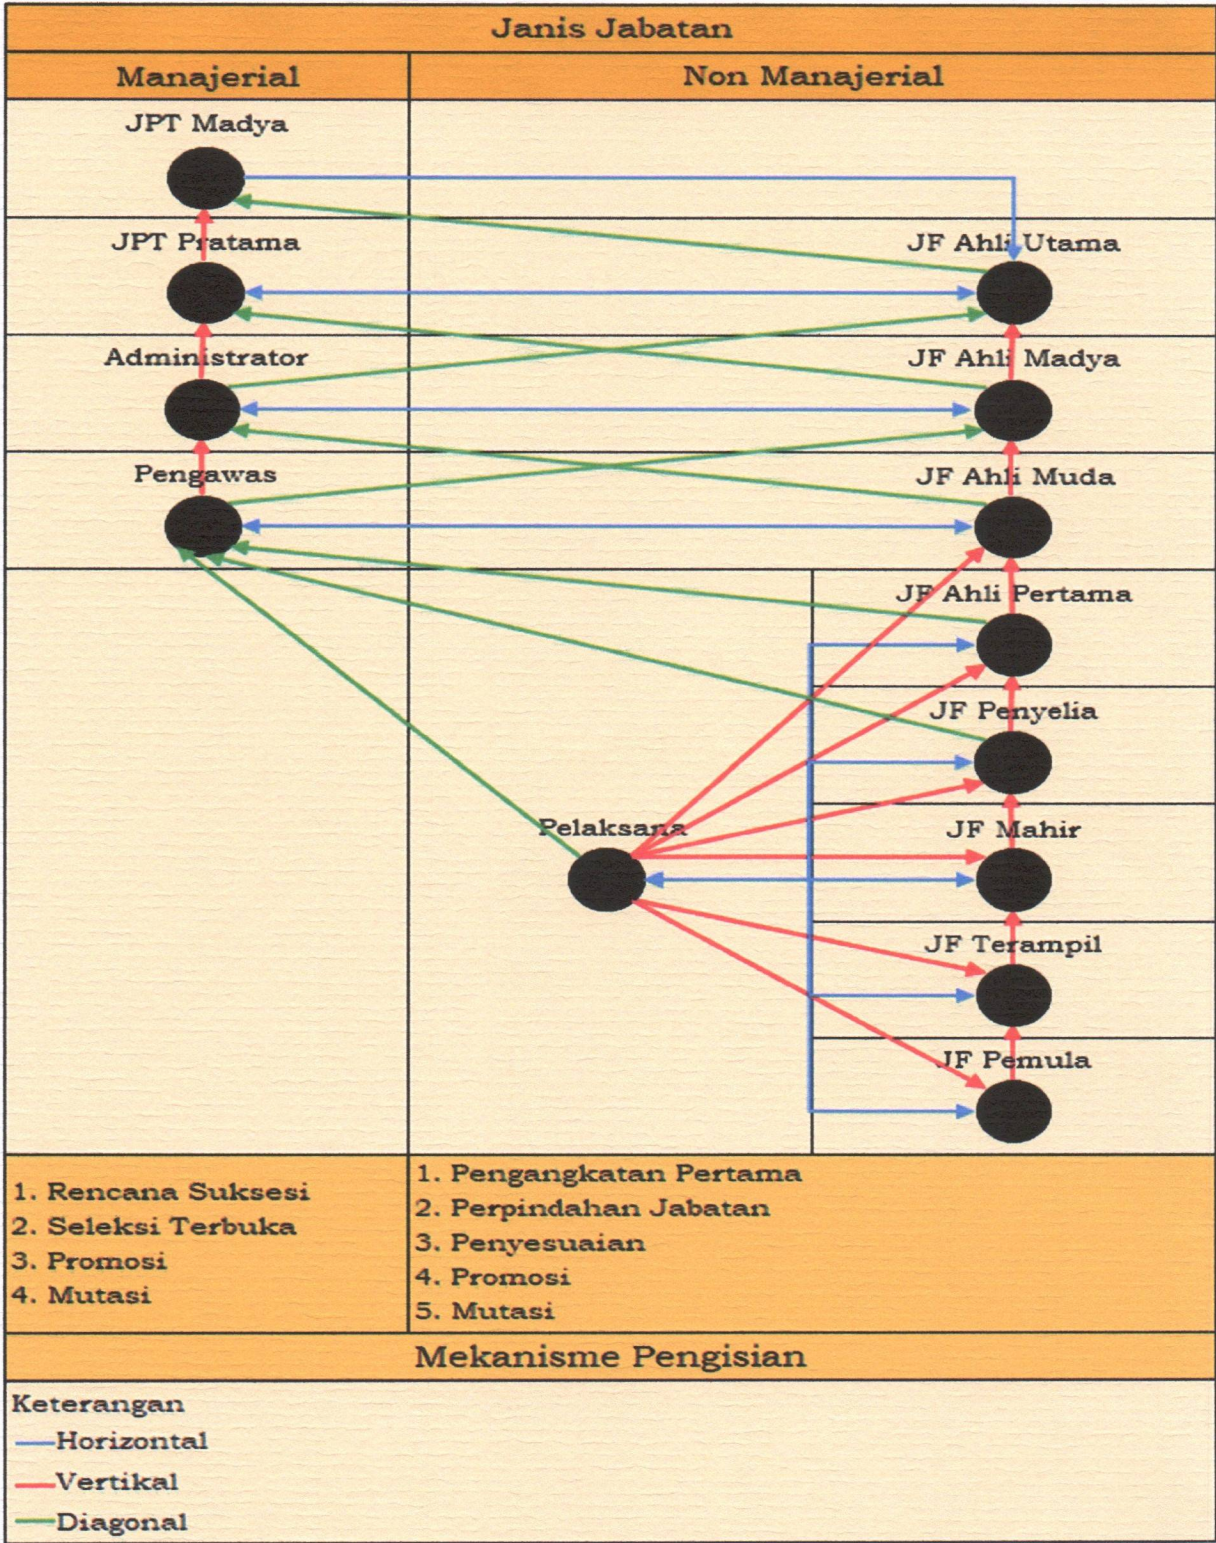 Janis Jabatan
Manajerial
Non Manajerial
JPT Madya
JPT Pratama
JF Ahli Utama
Administrator
JF Ahli Madya
Pengawas
JF Ahli Muda
JF Ahli Pertama
JF Penyelia
Pelaksana
JF Mahir
JF Terampil
JF Pemula
1. Rencana Suksesi
2. Seleksi Terbuka
3. Promosi
4. Mutasi
1. Pengangkatan Pertama
2. Perpindahan Jabatan
3. Penyesuaian
4. Promosi
5. Mutasi
Mekanisme Pengisian
Keterangan
Horizontal
Vertikal
Diagonal